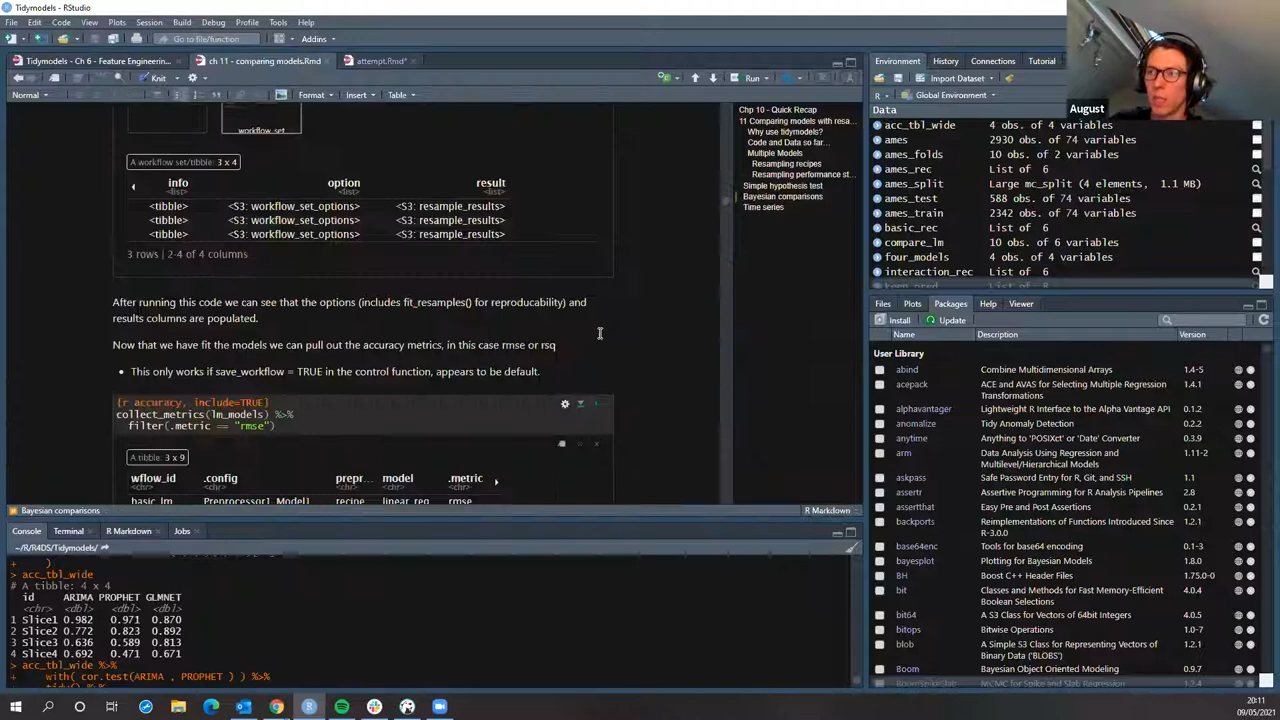 Tidymodels - RStudio
File Edit Code View Plots Session Build Debug Profile Tools Help
Go to file/function
Addins
Tidymodels - Ch 6 - Feature Engineerin...
ch 11 - comparing models.Rmd
attempt.Rmd*
Knit
Run
Normal
Format
Insert
Table
workflow_set
A workflow set/tibble: 3 x 4
info option result
<list> <list> <list>
<tibble> <S3: workflow_set_options> <S3: resample_results>
<tibble> <S3: workflow_set_options> <S3: resample_results>
<tibble> <S3: workflow_set_options> <S3: resample_results>
3 rows | 2-4 of 4 columns
After running this code we can see that the options (includes fit_resamples() for reproducability) and
results columns are populated.
Now that we have fit the models we can pull out the accuracy metrics, in this case rmse or rsq
• This only works if save_workflow = TRUE in the control function, appears to be default.
{r accuracy, include=TRUE]
collect_metrics(lm_models) %>%
filter(.metric == "rmse")
A tibble: 3 x 9
wflow_id .config prepr... model .metric
<chr> <chr> <chr> <chr> <chr>
basic_lm Preprocessor1_Model1 recipe linear_reg rmse
Chp 10 - Quick Recap
11 Comparing models with resa...
Why use tidymodels?
Code and Data so far...
Multiple Models
Resampling recipes
Resampling performance st...
Simple hypothesis test
Bayesian comparisons
Time series
Bayesian comparisons
R Markdown
Console Terminal R Markdown Jobs
~/R/R4DS/Tidymodels/
+ )
> acc_tbl_wide
# A tibble: 4 x 4
id ARIMA PROPHET GLMNET
<chr> <dbl> <dbl> <dbl>
1 Slice1 0.982 0.971 0.870
2 Slice2 0.772 0.823 0.892
3 Slice3 0.636 0.589 0.813
4 Slice4 0.692 0.471 0.671
> acc_tbl_wide %>%
+ with( cor.test(ARIMA , PROPHET ) ) %>%
Environment History Connections Tutorial
Import Dataset
R
Global Environment
August
Data
acc_tbl_wide 4 obs. of 4 variables
ames 2930 obs. of 74 variables
ames_folds 10 obs. of 2 variables
ames_rec List of 6
ames_split Large mc_split (4 elements, 1.1 MB)
ames_test 588 obs. of 74 variables
ames_train 2342 obs. of 74 variables
basic_rec List of 6
compare_lm 10 obs. of 6 variables
four_models 4 obs. of 4 variables
interaction_rec List of 6
Files Plots Packages Help Viewer
Install Update
Name Description Version
User Library
abind Combine Multidimensional Arrays 1.4-5
acepack ACE and AVAS for Selecting Multiple Regression 1.4.1
Transformations
alphavantager Lightweight R Interface to the Alpha Vantage API 0.1.2
anomalize Tidy Anomaly Detection 0.2.2
anytime Anything to 'POSIXct' or 'Date' Converter 0.3.9
arm Data Analysis Using Regression and 1.11-2
Multilevel/Hierarchical Models
askpass Safe Password Entry for R, Git, and SSH 1.1
assertr Assertive Programming for R Analysis Pipelines 2.8
assertthat Easy Pre and Post Assertions 0.2.1
backports Reimplementations of Functions Introduced Since 1.2.1
R-3.0.0
base64enc Tools for base64 encoding 0.1-3
bayesplot Plotting for Bayesian Models 1.8.0
BH Boost C++ Header Files 1.75.0-0
bit Classes and Methods for Fast Memory-Efficient 4.0.4
Boolean Selections
bit64 A S3 Class for Vectors of 64bit Integers 4.0.5
bitops Bitwise Operations 1.0-7
blob A Simple S3 Class for Representing Vectors of 1.2.1
Binary Data ('BLOBS')
Boom Bayesian Object Oriented Modeling 0.9.7
BoomSpikeSlab MCMC for Spike and Slab Regression 1.2.4
20:11
09/05/2021